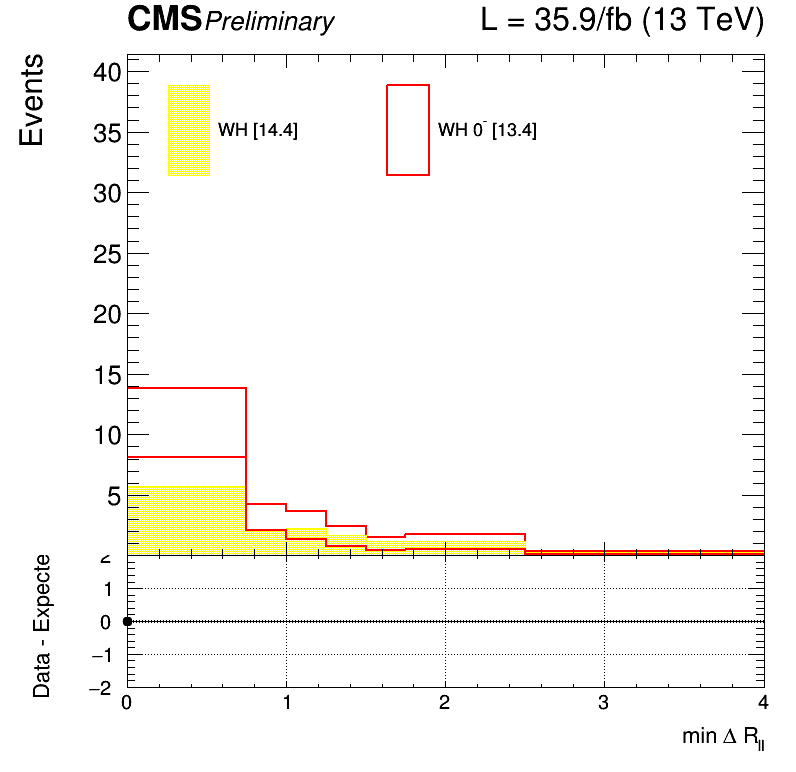 CMS Preliminary L = 35.9/fb (13 TeV)
Events
40
35
30
25
20
15
10
5
WH [14.4]
WH 0⁻ [13.4]
Data - Expecte
2
1
0
−1
−2
0 1 2 3 4
min Δ R_ll